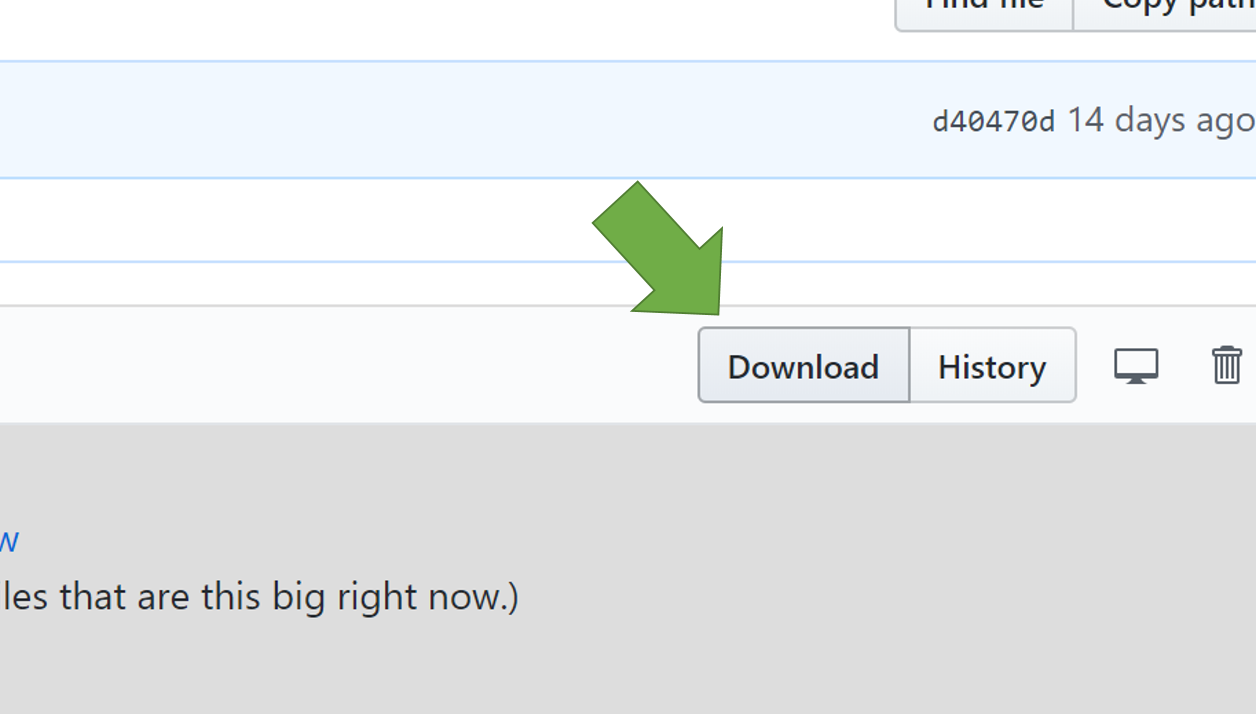 Find file Copy path
d40470d 14 days ago
Download History
w
les that are this big right now.)